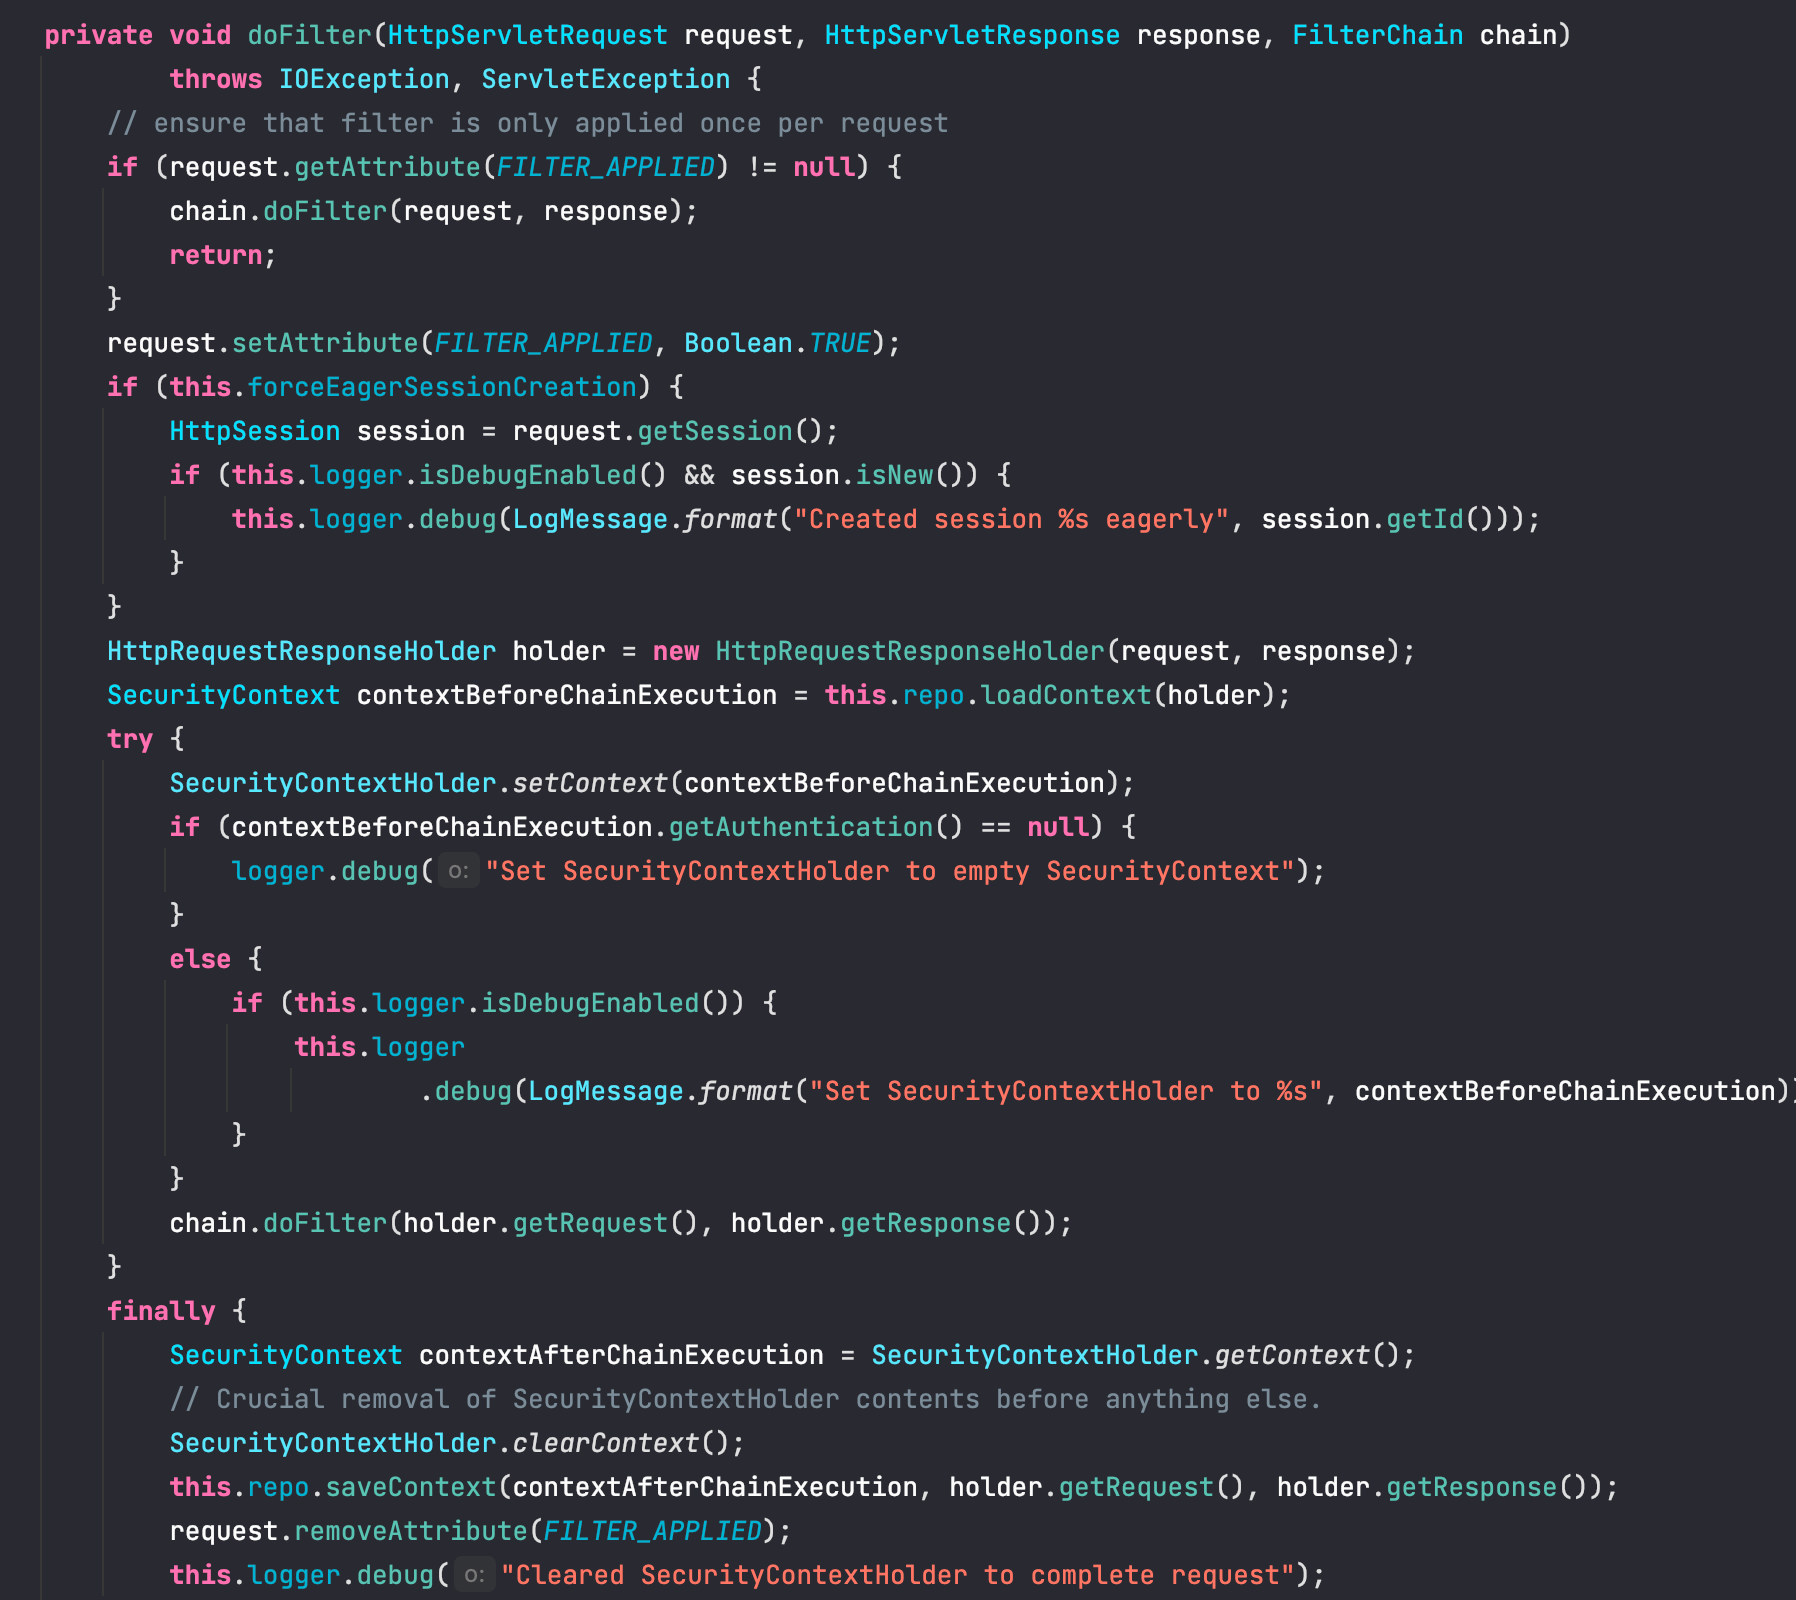 private void doFilter(HttpServletRequest request, HttpServletResponse response, FilterChain chain)
throws IOException, ServletException {
// ensure that filter is only applied once per request
if (request.getAttribute(FILTER_APPLIED) != null) {
chain.doFilter(request, response);
return;
}
request.setAttribute(FILTER_APPLIED, Boolean.TRUE);
if (this.forceEagerSessionCreation) {
HttpSession session = request.getSession();
if (this.logger.isDebugEnabled() && session.isNew()) {
this.logger.debug(LogMessage.format("Created session %s eagerly", session.getId()));
}
}
HttpRequestResponseHolder holder = new HttpRequestResponseHolder(request, response);
SecurityContext contextBeforeChainExecution = this.repo.loadContext(holder);
try {
SecurityContextHolder.setContext(contextBeforeChainExecution);
if (contextBeforeChainExecution.getAuthentication() == null) {
logger.debug( o: "Set SecurityContextHolder to empty SecurityContext");
}
else {
if (this.logger.isDebugEnabled()) {
this.logger
.debug(LogMessage.format("Set SecurityContextHolder to %s", contextBeforeChainExecution))
}
}
chain.doFilter(holder.getRequest(), holder.getResponse());
}
finally {
SecurityContext contextAfterChainExecution = SecurityContextHolder.getContext();
// Crucial removal of SecurityContextHolder contents before anything else.
SecurityContextHolder.clearContext();
this.repo.saveContext(contextAfterChainExecution, holder.getRequest(), holder.getResponse());
request.removeAttribute(FILTER_APPLIED);
this.logger.debug( o: "Cleared SecurityContextHolder to complete request");